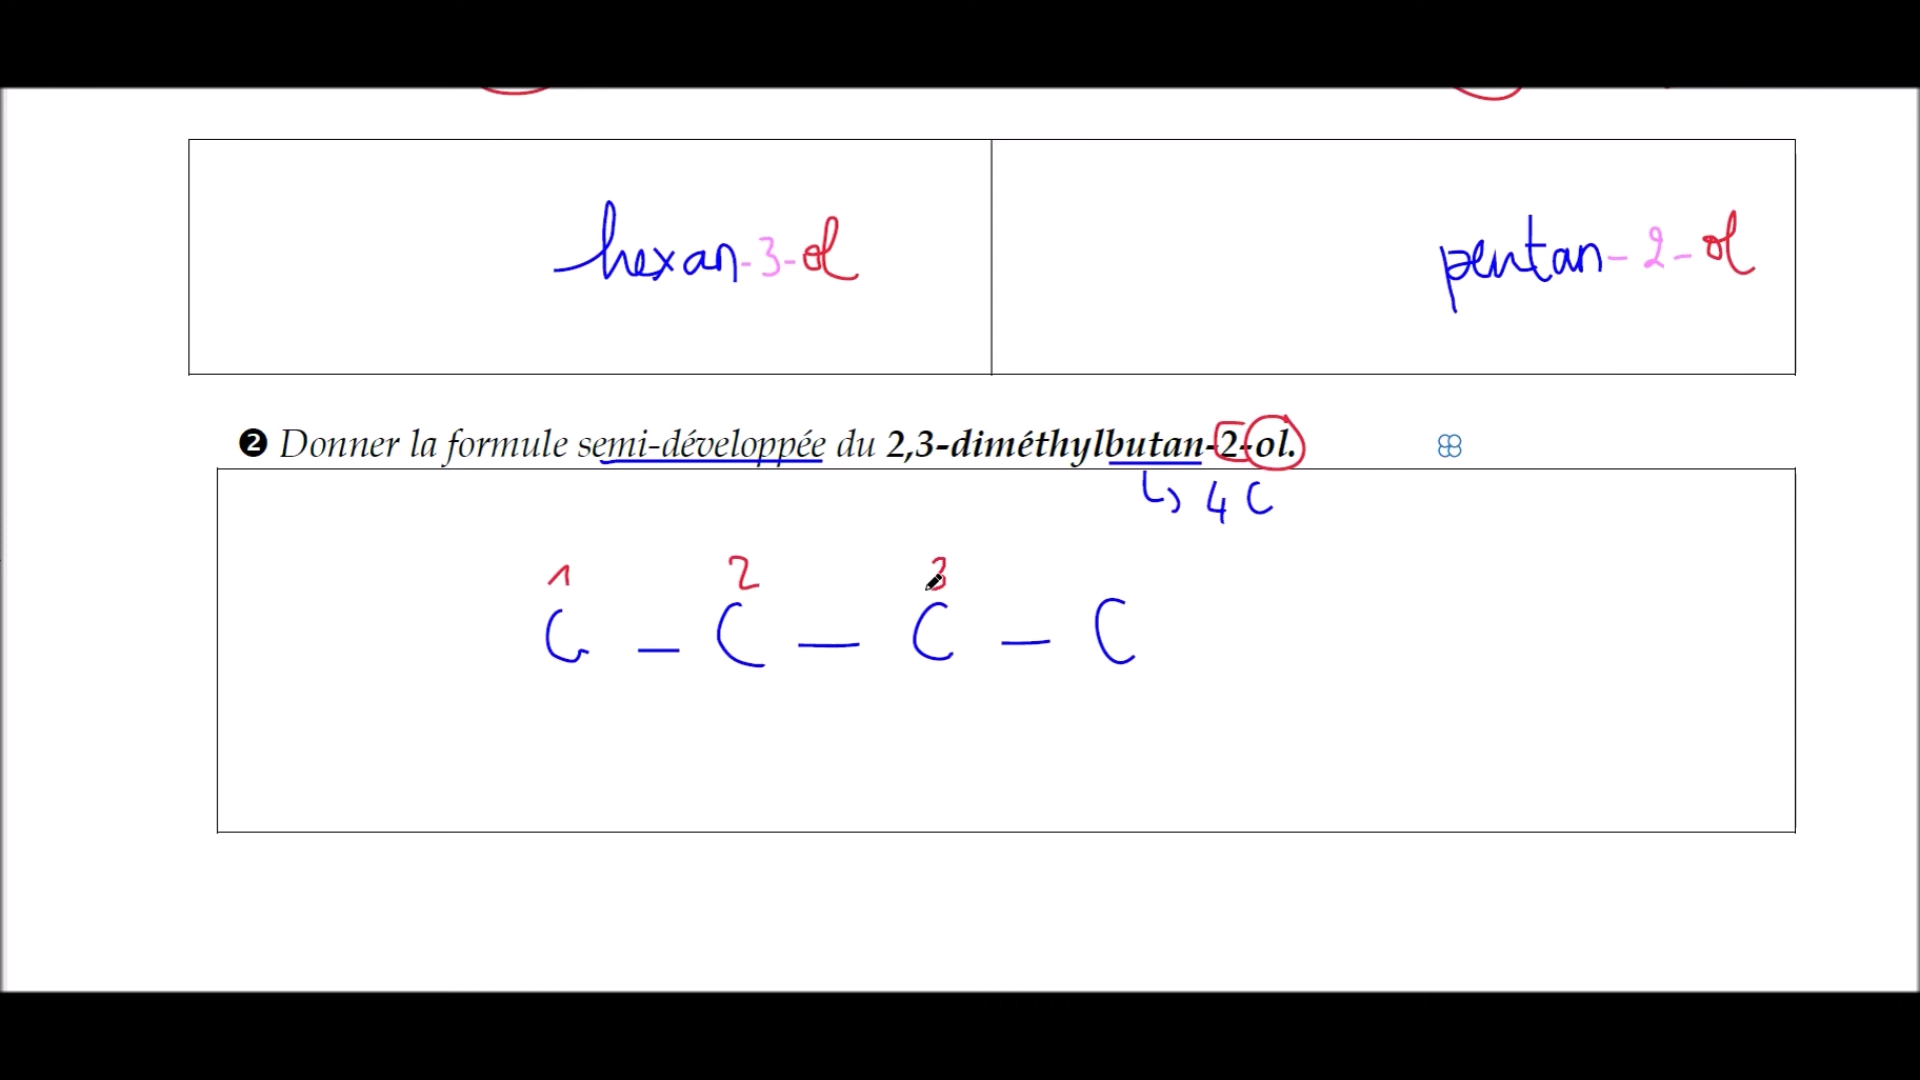 hexan-3-ol
pentan-2-ol
❷ Donner la formule semi-développée du 2,3-diméthylbutan-2-ol.
↳ 4 C
1 2 3
C - C - C - C